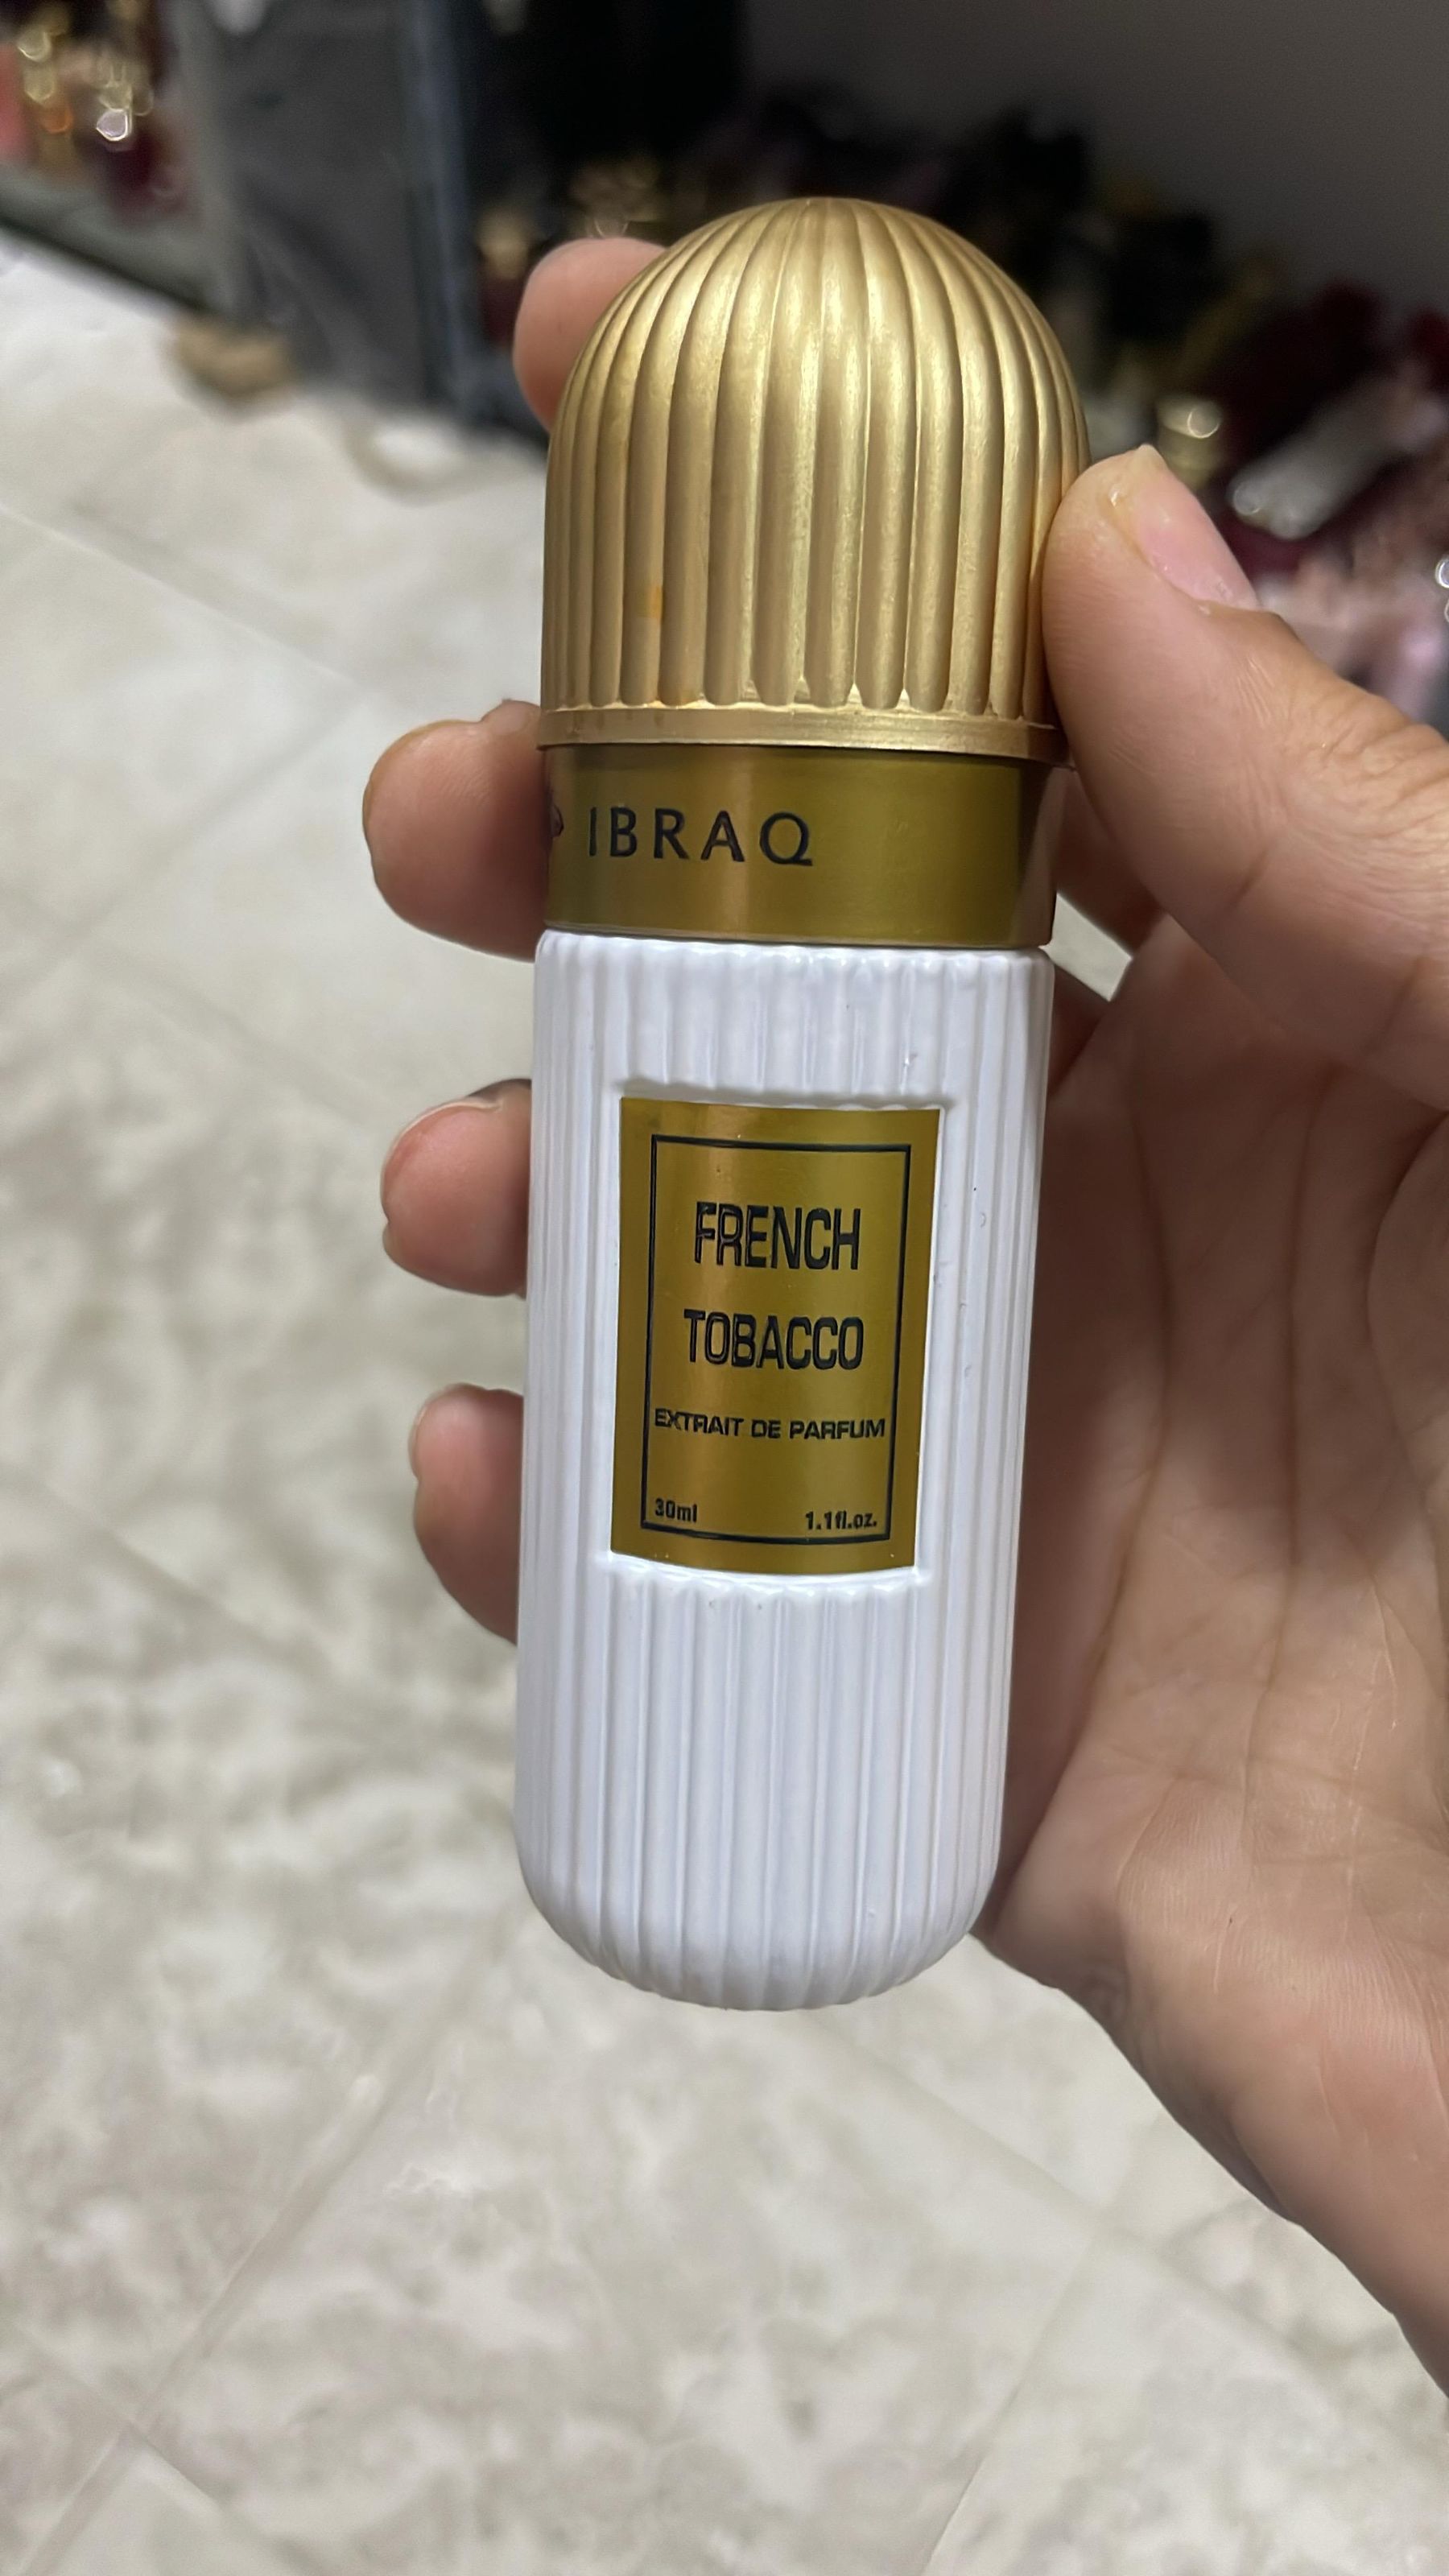 IBRAQ
FRENCH
TOBACCO
EXTRAIT DE PARFUM
30ml 1.1fl.oz.